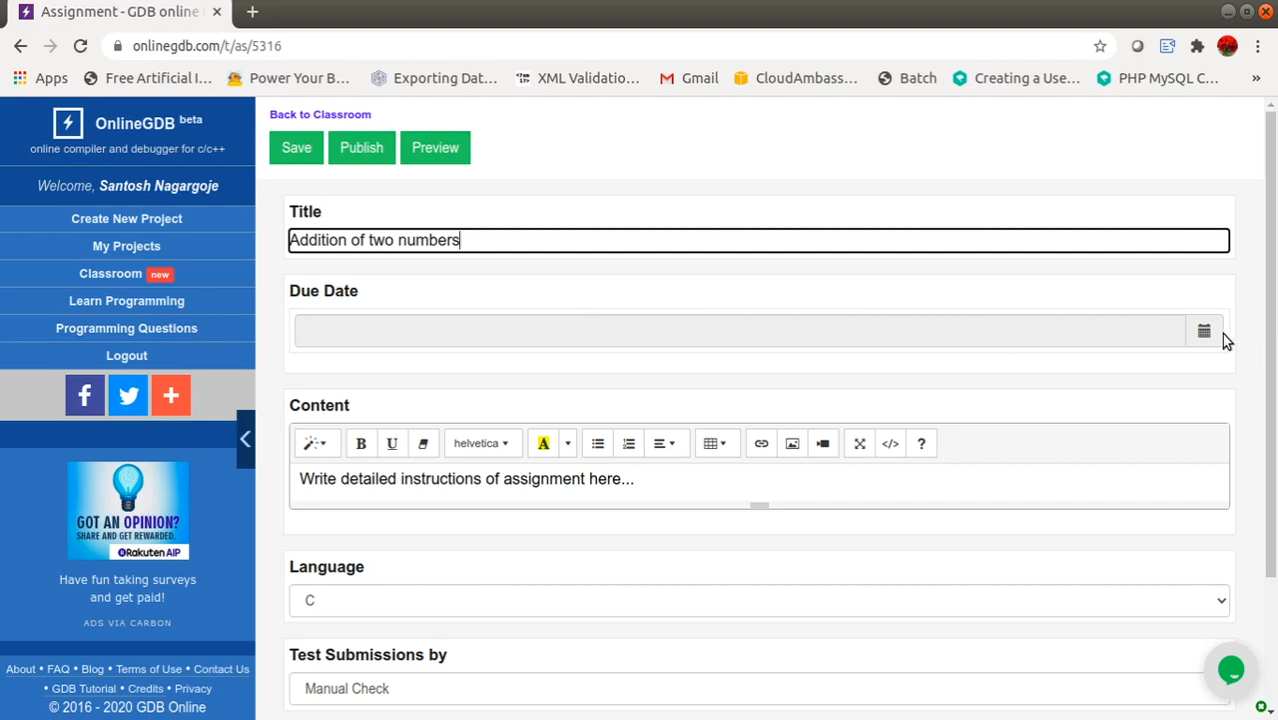 Assignment - GDB online
onlinegdb.com/t/as/5316
Apps Free Artificial I... Power Your B... Exporting Dat... XML Validatio... Gmail CloudAmbass... Batch Creating a Use... PHP MySQL C... »
OnlineGDB beta
online compiler and debugger for c/c++
Welcome, Santosh Nagargoje
Create New Project
My Projects
Classroom new
Learn Programming
Programming Questions
Logout
GOT AN OPINION?
SHARE AND GET REWARDED.
Rakuten AIP
Have fun taking surveys
and get paid!
ADS VIA CARBON
About • FAQ • Blog • Terms of Use • Contact Us
• GDB Tutorial • Credits • Privacy
© 2016 - 2020 GDB Online
Back to Classroom
Save Publish Preview
Title
Addition of two numbers
Due Date
Content
B U helvetica A </> ?
Write detailed instructions of assignment here...
Language
C
Test Submissions by
Manual Check